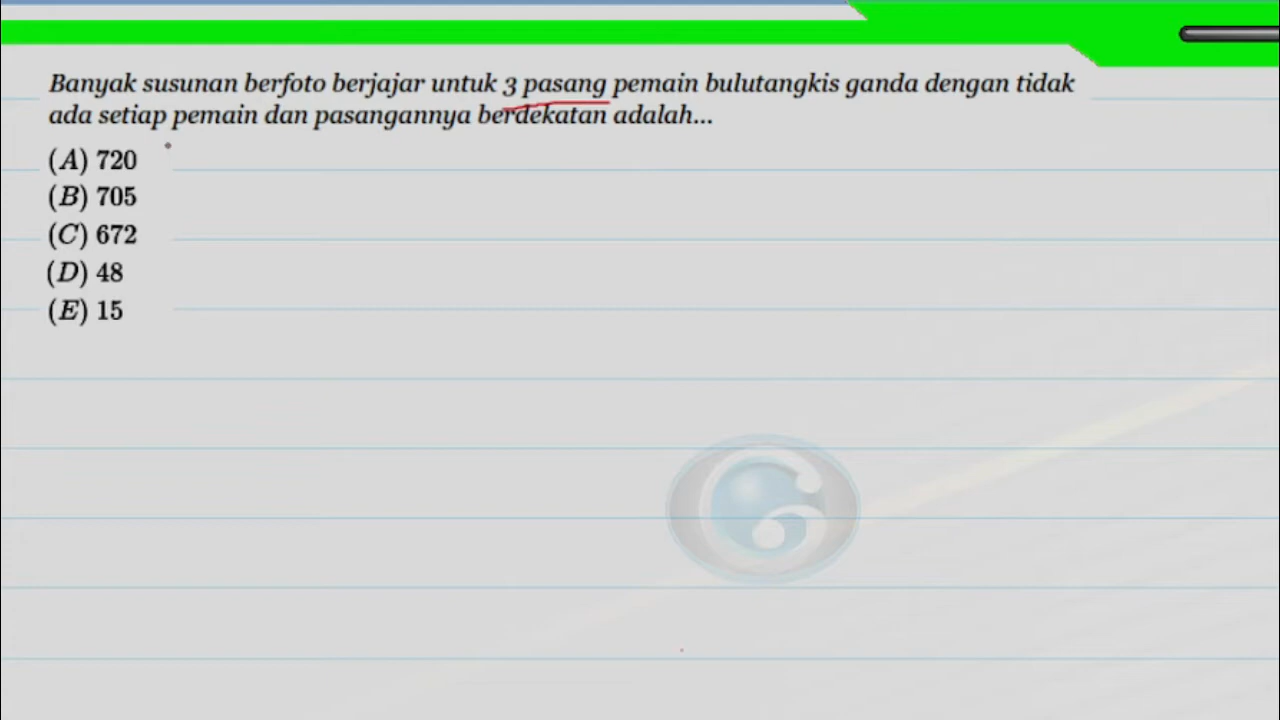 Banyak susunan berfoto berjajar untuk 3 pasang pemain bulutangkis ganda dengan tidak
ada setiap pemain dan pasangannya berdekatan adalah...
(A) 720
(B) 705
(C) 672
(D) 48
(E) 15